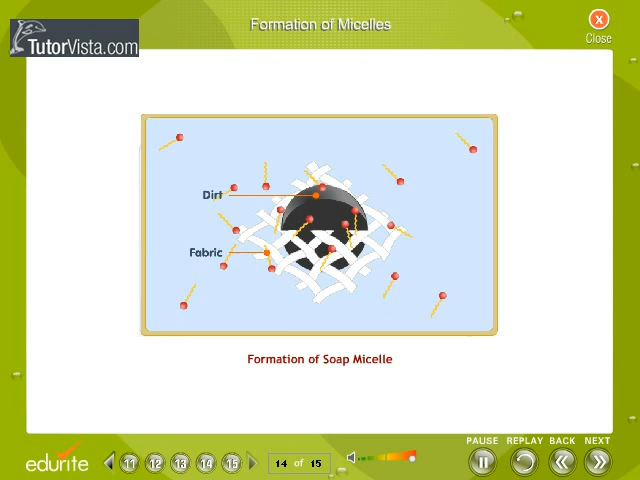 Formation of Micelles
X
Close
TutorVista.com
Dirt
Fabric
Formation of Soap Micelle
PAUSE REPLAY BACK NEXT
edurite
11 12 13 14 15
14 of 15